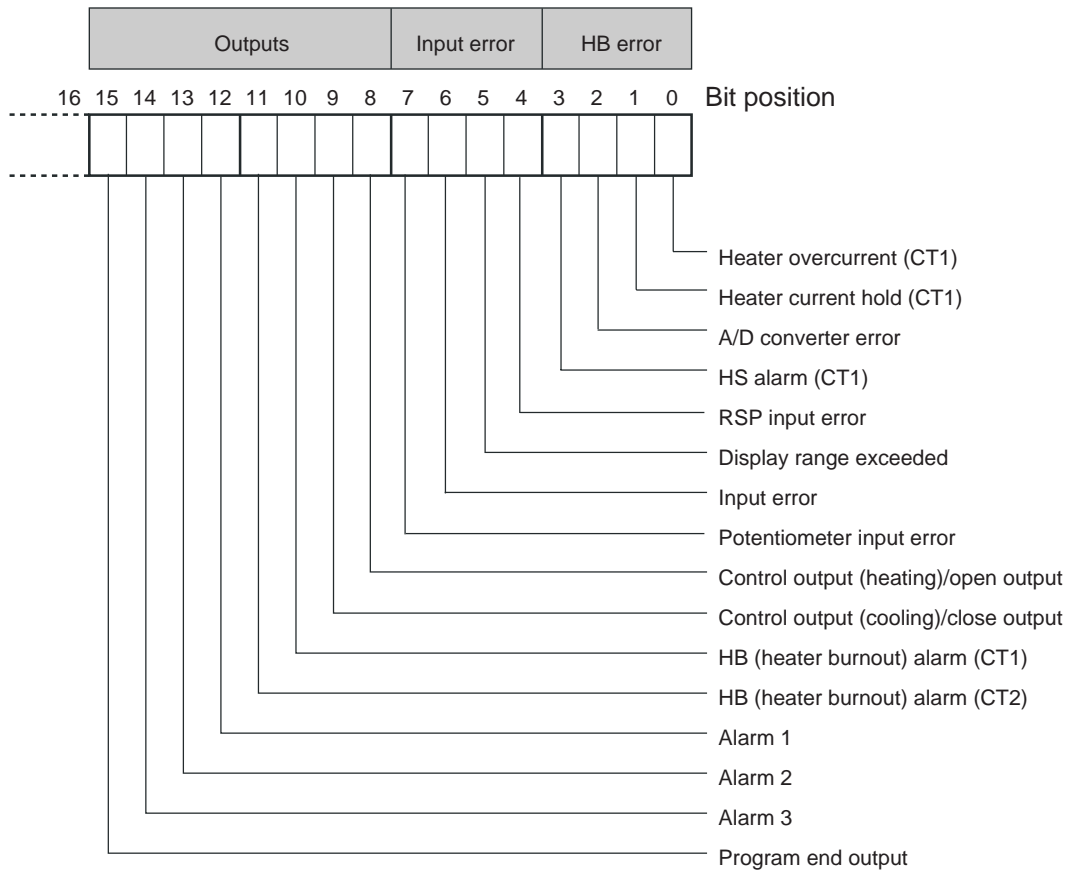 Outputs Input error HB error
16 15 14 13 12 11 10 9 8 7 6 5 4 3 2 1 0 Bit position
Heater overcurrent (CT1)
Heater current hold (CT1)
A/D converter error
HS alarm (CT1)
RSP input error
Display range exceeded
Input error
Potentiometer input error
Control output (heating)/open output
Control output (cooling)/close output
HB (heater burnout) alarm (CT1)
HB (heater burnout) alarm (CT2)
Alarm 1
Alarm 2
Alarm 3
Program end output